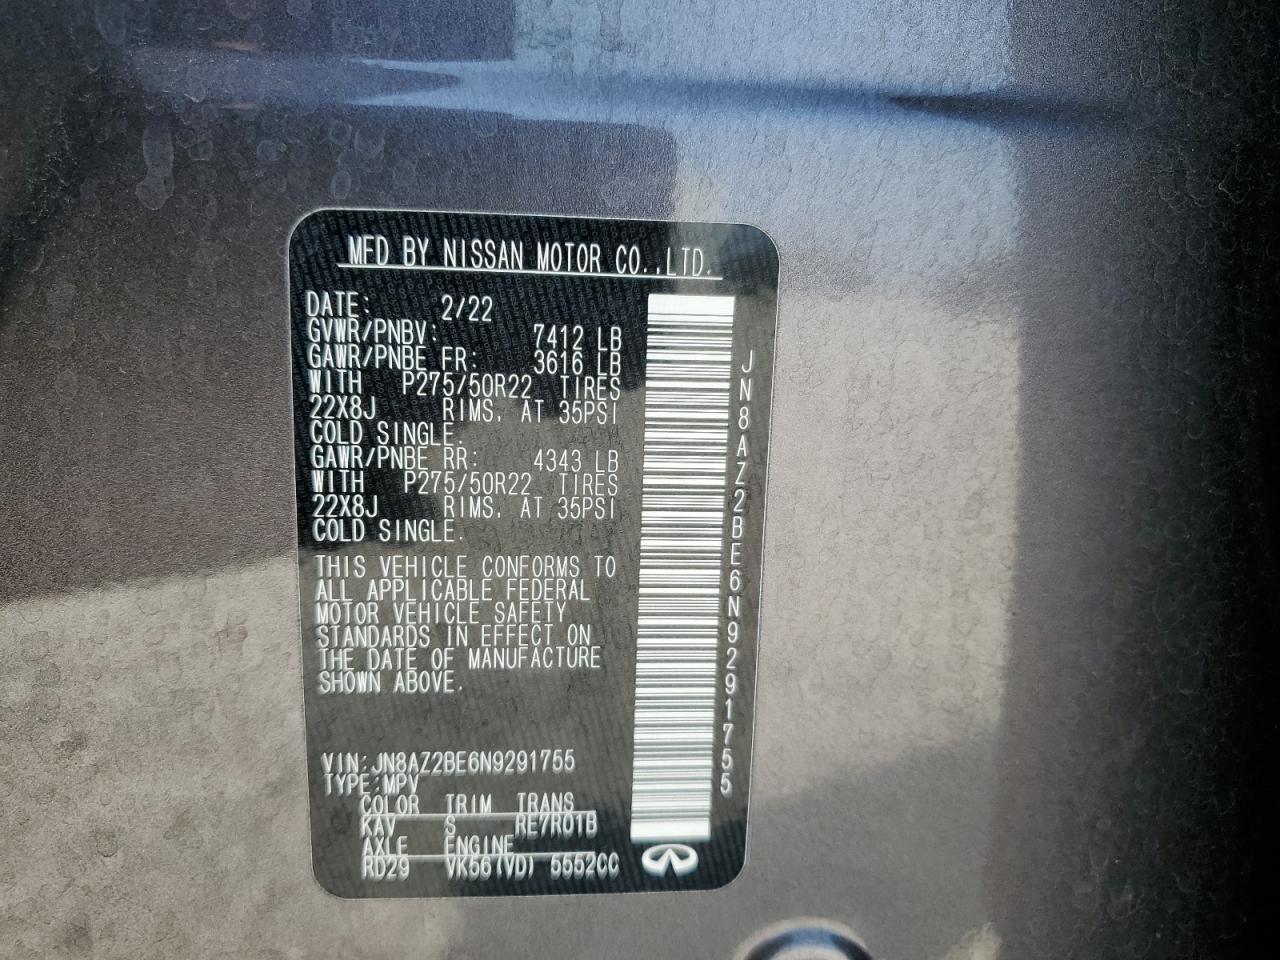 MFD BY NISSAN MOTOR CO.,LTD.
DATE: 2/22
GVWR/PNBV: 7412 LB
GAWR/PNBE FR: 3616 LB
WITH P275/50R22 TIRES
22X8J RIMS, AT 35PSI
COLD SINGLE.
GAWR/PNBE RR: 4343 LB
WITH P275/50R22 TIRES
22X8J RIMS, AT 35PSI
COLD SINGLE.
THIS VEHICLE CONFORMS TO
ALL APPLICABLE FEDERAL
MOTOR VEHICLE SAFETY
STANDARDS IN EFFECT ON
THE DATE OF MANUFACTURE
SHOWN ABOVE.
VIN:JN8AZ2BE6N9291755
TYPE:MPV
COLOR TRIM TRANS
KAV S RE7R01B
AXLE ENGINE
RD29 VK56(VD) 5552CC
JN8AZ2BE6N9291755